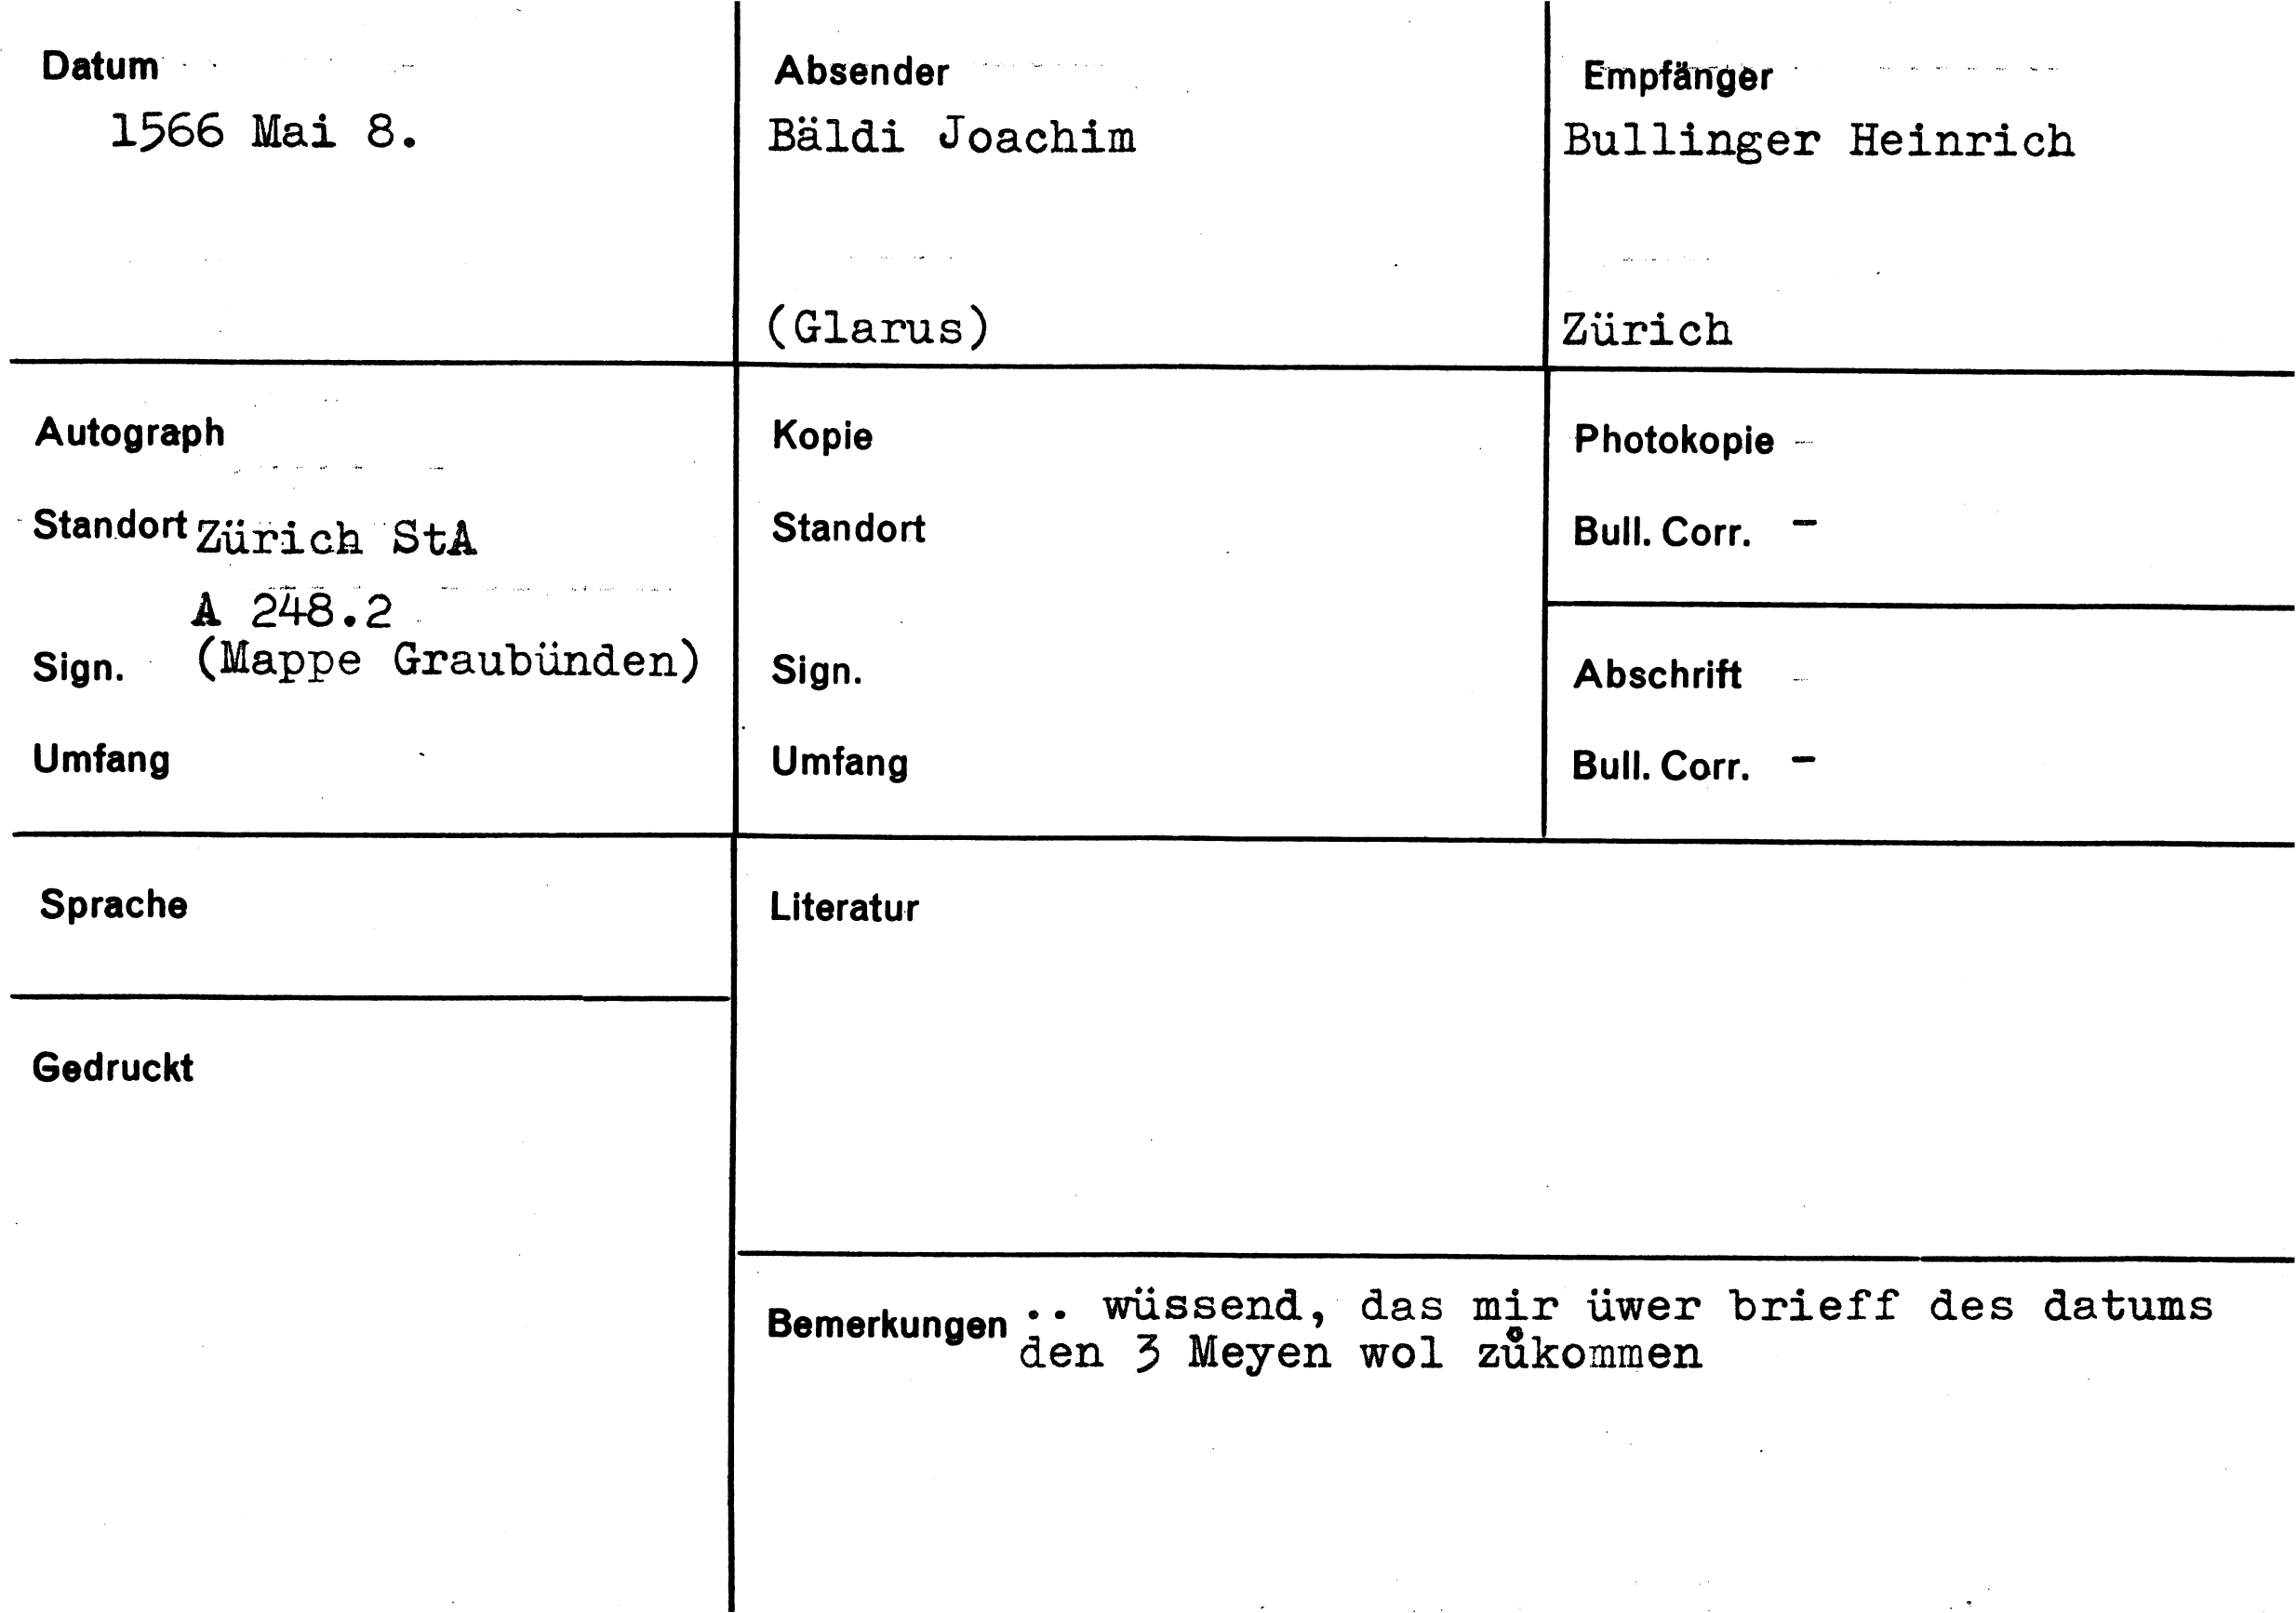 Datum
1566 Mai 8.
Absender
Bäldi Joachim
(Glarus)
Empfänger
Bullinger Heinrich
Zürich
Autograph
Standort Zürich StA
A 248.2
Sign. (Mappe Graubünden)
Umfang
Kopie
Standort
Sign.
Umfang
Photokopie
Bull. Corr. -
Abschrift
Bull. Corr. -
Sprache
Gedruckt
Literatur
Bemerkungen .. wüssend, das mir üwer brieff des datums
den 3 Meyen wol zůkommen